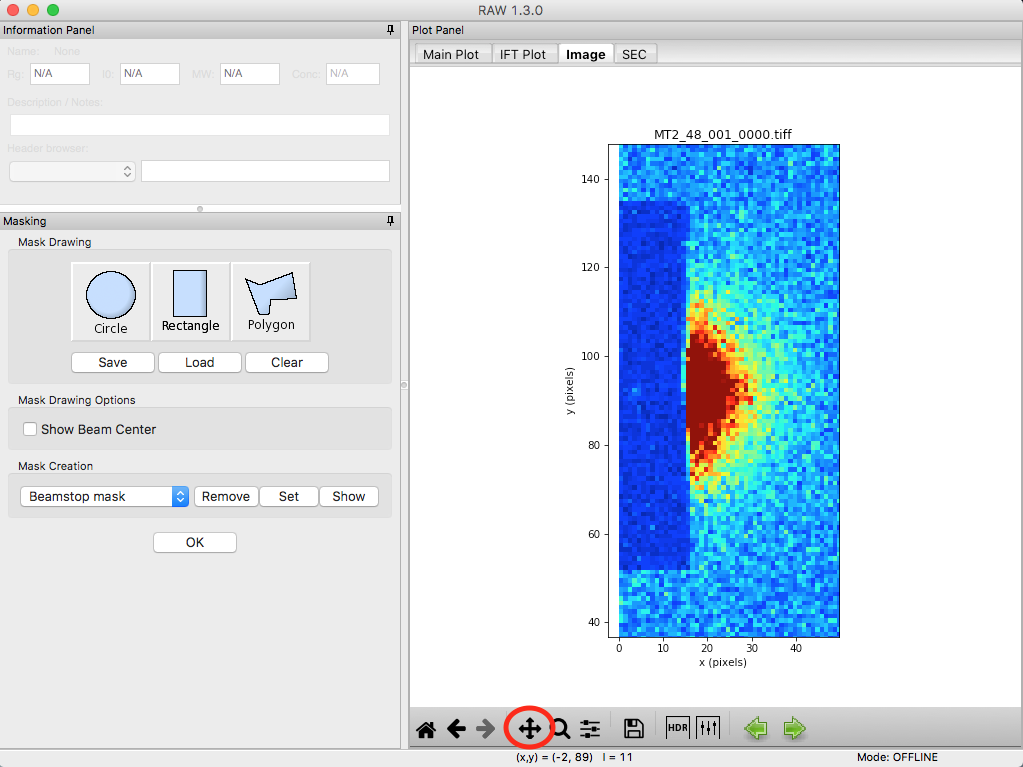 RAW 1.3.0
Information Panel
Name: None
Rg: N/A I0: N/A MW: N/A Conc: N/A
Description / Notes:
Header browser:
Masking
Mask Drawing
Circle Rectangle Polygon
Save Load Clear
Mask Drawing Options
Show Beam Center
Mask Creation
Beamstop mask Remove Set Show
OK
Plot Panel
Main Plot IFT Plot Image SEC
MT2_48_001_0000.tiff
140
120
100
80
60
40
y (pixels)
0 10 20 30 40
x (pixels)
HDR
(x,y) = (-2, 89) I = 11 Mode: OFFLINE